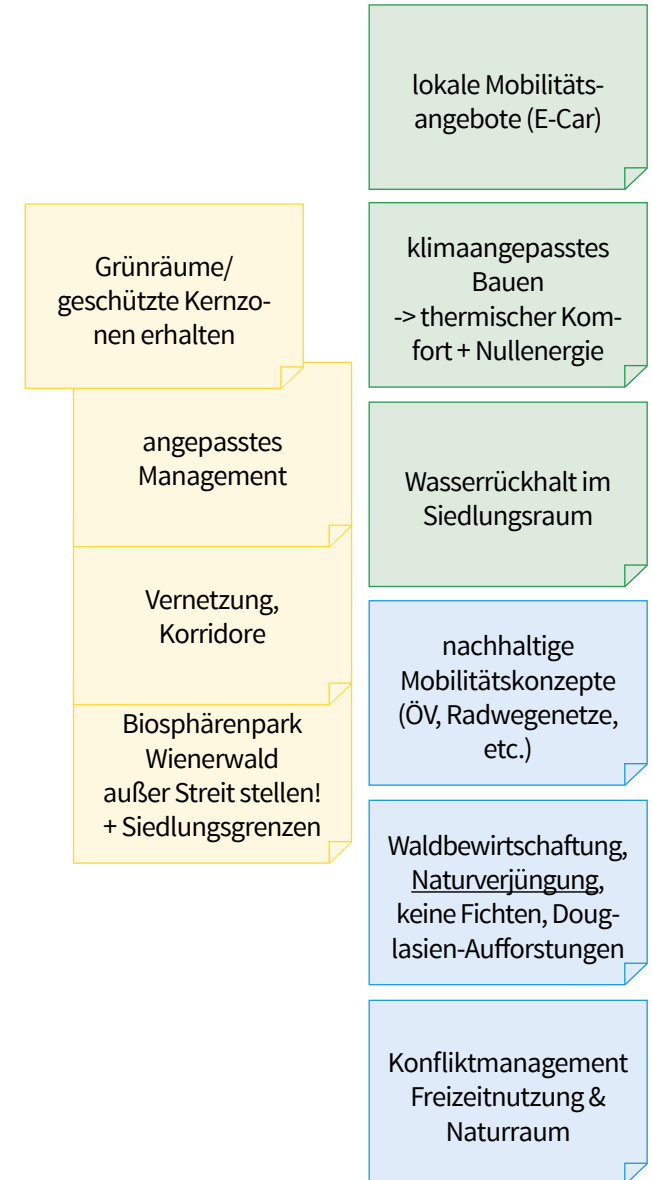 Grünräume/
geschützte Kernzo-
nen erhalten
angepasstes
Management
Vernetzung,
Korridore
Biosphärenpark
Wienerwald
außer Streit stellen!
+ Siedlungsgrenzen
lokale Mobilitäts-
angebote (E-Car)
klimaangepasstes
Bauen
-> thermischer Kom-
fort + Nullenergie
Wasserrückhalt im
Siedlungsraum
nachhaltige
Mobilitätskonzepte
(ÖV, Radwegenetze,
etc.)
Waldbewirtschaftung,
Naturverjüngung,
keine Fichten, Doug-
lasien-Aufforstungen
Konfliktmanagement
Freizeitnutzung &
Naturraum